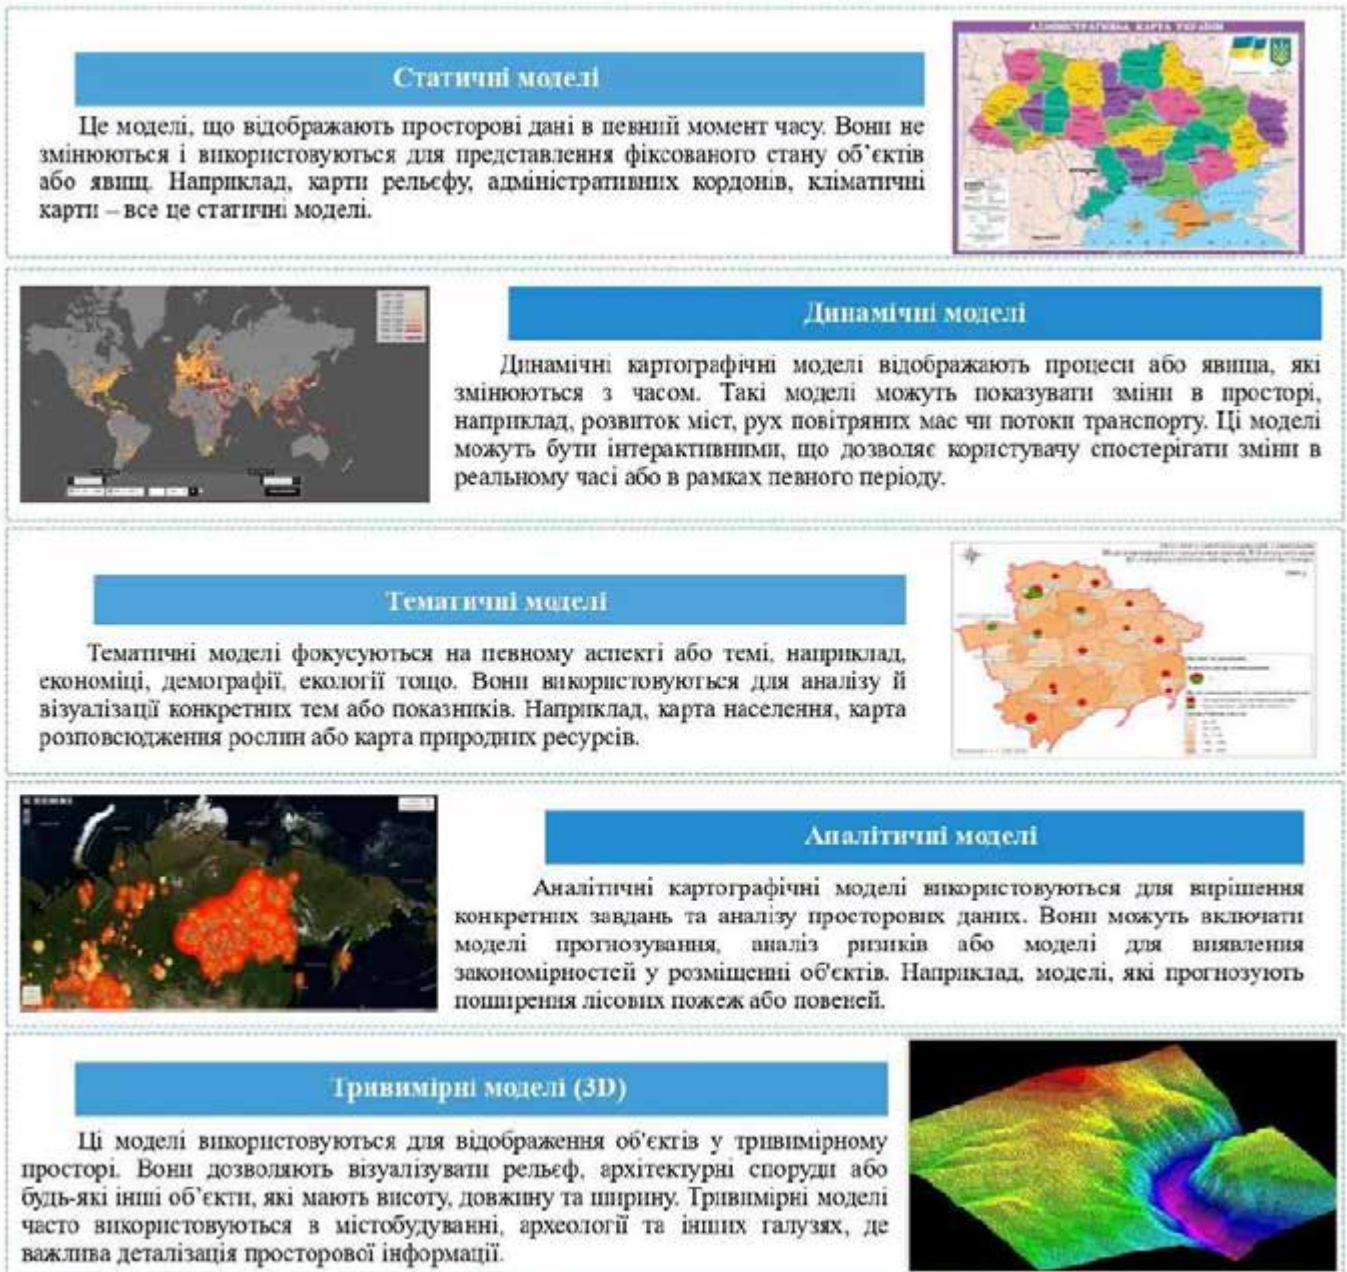 Статичні моделі
АДМІНІСТРАТИВНА КАРТА УКРАЇНИ
Це моделі, що відображають просторові дані в певний момент часу. Вони не
змінюються і використовуються для представлення фіксованого стану об’єктів
або явищ. Наприклад, карти рельєфу, адміністративних кордонів, кліматичні
карти – все це статичні моделі.
Динамічні моделі
Динамічні картографічні моделі відображають процеси або явища, які
змінюються з часом. Такі моделі можуть показувати зміни в просторі,
наприклад, розвиток міст, рух повітряних мас чи потоки транспорту. Ці моделі
можуть бути інтерактивними, що дозволяє користувачу спостерігати зміни в
реальному часі або в рамках певного періоду.
Тематичні моделі
Тематичні моделі фокусуються на певному аспекті або темі, наприклад,
економіці, демографії, екології тощо. Вони використовуються для аналізу й
візуалізації конкретних тем або показників. Наприклад, карта населення, карта
розповсюдження рослин або карта природних ресурсів.
Аналітичні моделі
Аналітичні картографічні моделі використовуються для вирішення
конкретних завдань та аналізу просторових даних. Вони можуть включати
моделі прогнозування, аналіз ризиків або моделі для виявлення
закономірностей у розміщенні об'єктів. Наприклад, моделі, які прогнозують
поширення лісових пожеж або повеней.
Тривимірні моделі (3D)
Ці моделі використовуються для відображення об’єктів у тривимірному
просторі. Вони дозволяють візуалізувати рельєф, архітектурні споруди або
будь-які інші об’єкти, які мають висоту, довжину та ширину. Тривимірні моделі
часто використовуються в містобудуванні, археології та інших галузях, де
важлива деталізація просторової інформації.